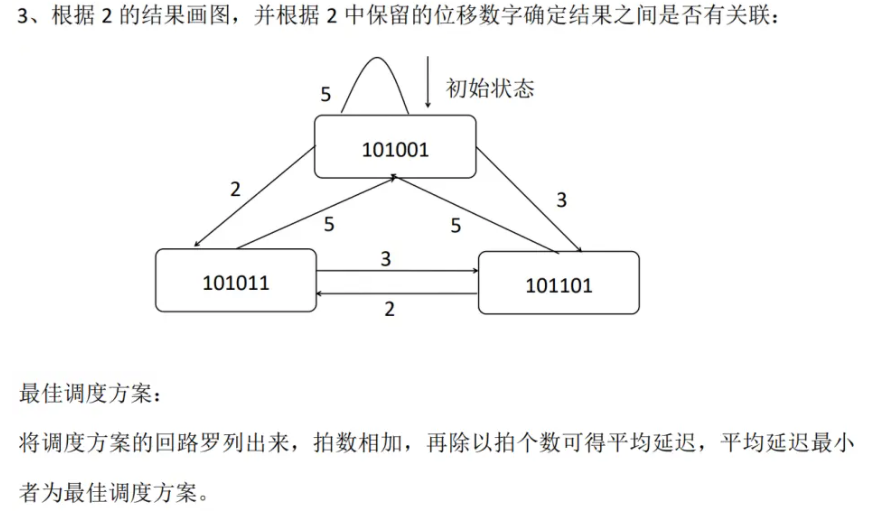 3、根据 2 的结果画图，并根据 2 中保留的位移数字确定结果之间是否有关联：
5
初始状态
101001
2
3
5
5
101011
3
101101
2
最佳调度方案：
将调度方案的回路罗列出来，拍数相加，再除以拍个数可得平均延迟，平均延迟最小
者为最佳调度方案。